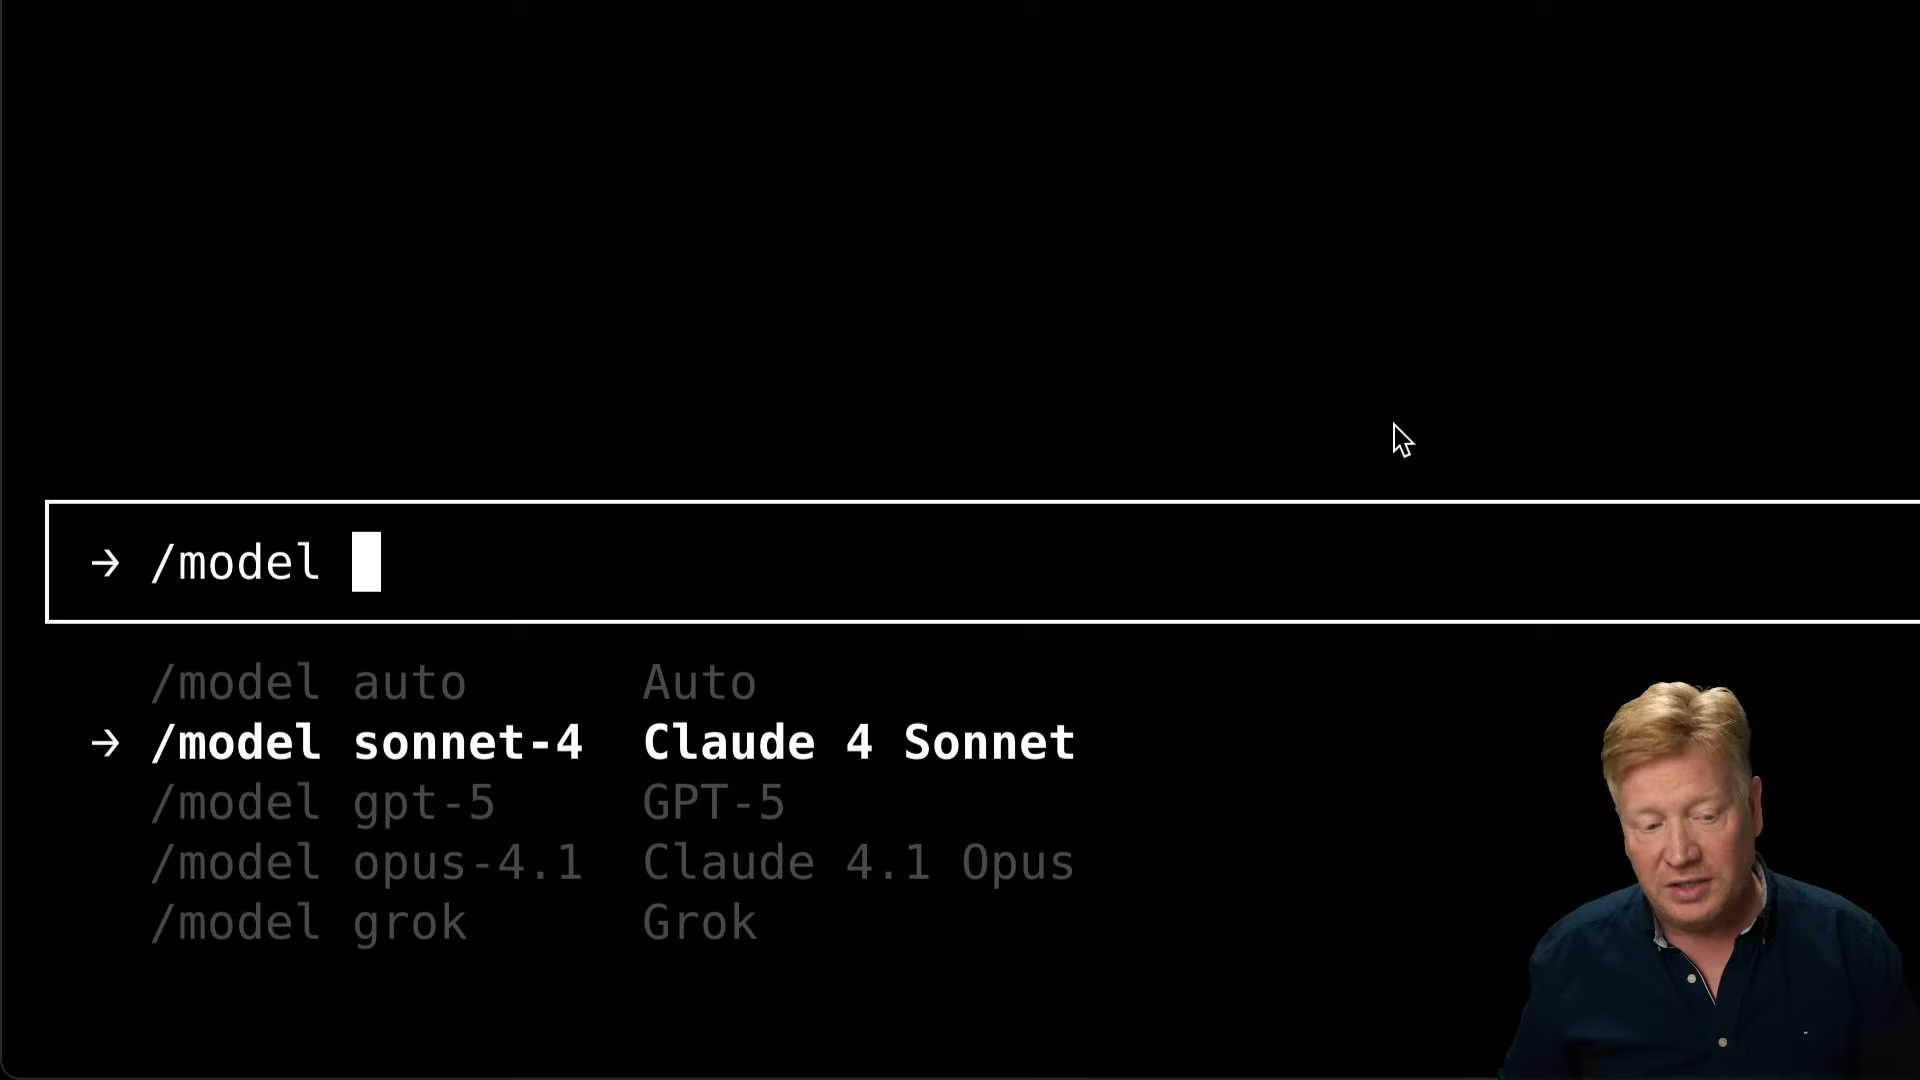 → /model
/model auto Auto
→ /model sonnet-4 Claude 4 Sonnet
/model gpt-5 GPT-5
/model opus-4.1 Claude 4.1 Opus
/model grok Grok